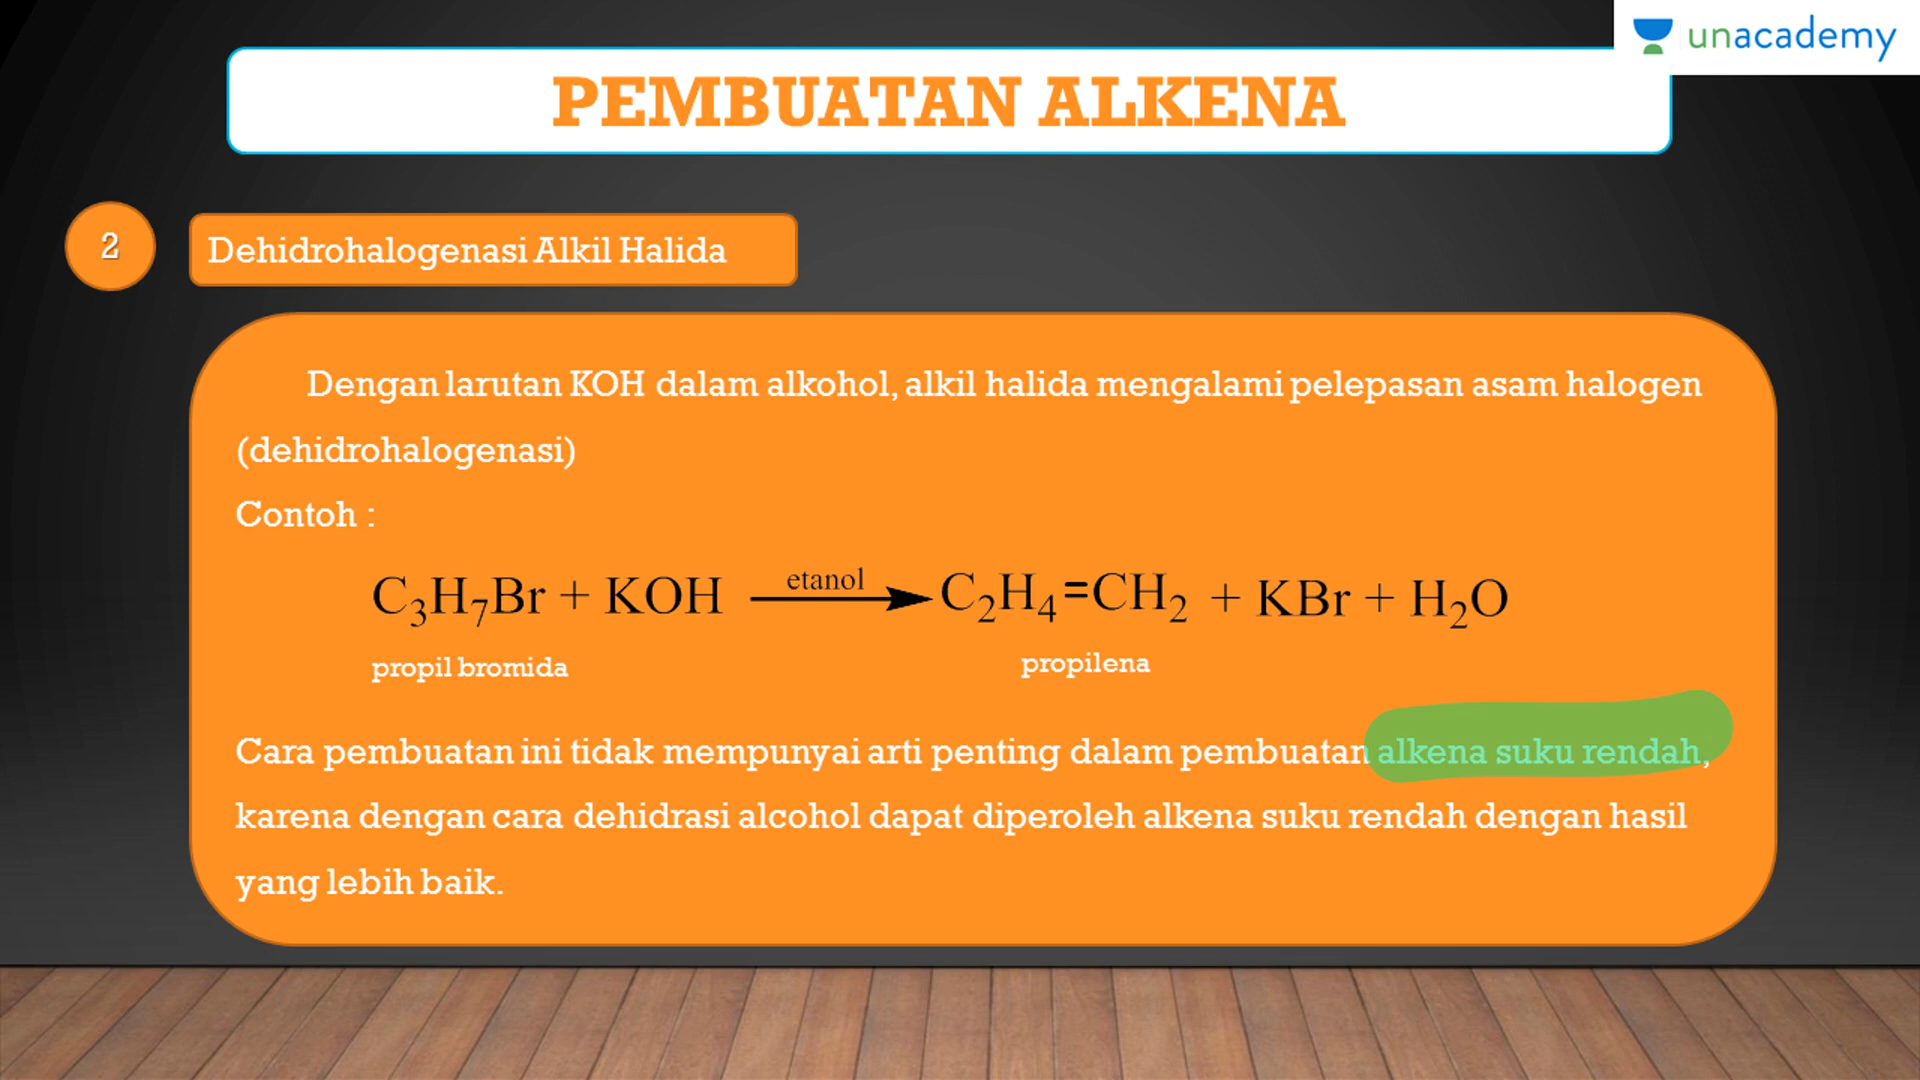 unacademy
PEMBUATAN ALKENA
2
Dehidrohalogenasi Alkil Halida
Dengan larutan KOH dalam alkohol, alkil halida mengalami pelepasan asam halogen
(dehidrohalogenasi)
Contoh :
C₃H₇Br + KOH etanol C₂H₄=CH₂ + KBr + H₂O
propil bromida propilena
Cara pembuatan ini tidak mempunyai arti penting dalam pembuatan alkena suku rendah,
karena dengan cara dehidrasi alcohol dapat diperoleh alkena suku rendah dengan hasil
yang lebih baik.